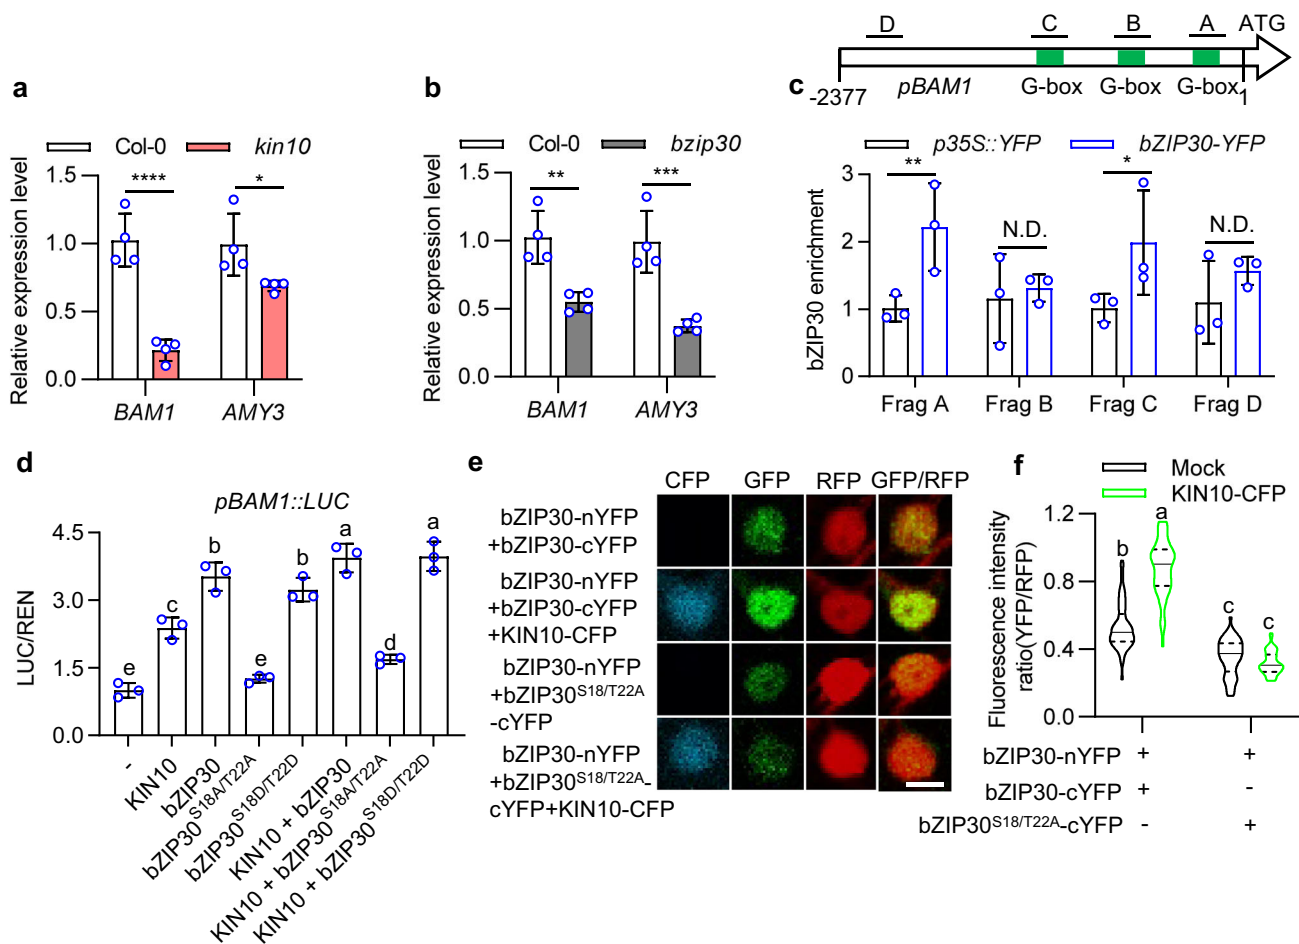 a
Col-0 kin10
Relative expression level
1.5
1.0
0.5
0.0
****
*
BAM1 AMY3
b
Col-0 bzip30
Relative expression level
1.5
1.0
0.5
0.0
**
***
BAM1 AMY3
c
D C B A ATG
-2377 pBAM1 G-box G-box G-box 1
p35S::YFP bZIP30-YFP
bZIP30 enrichment
3
2
1
0
** N.D. * N.D.
Frag A Frag B Frag C Frag D
d
pBAM1::LUC
LUC/REN
4.5
3.0
1.5
0.0
e c b e b a d a
-
KIN10
bZIP30
bZIP30S18A/T22A
bZIP30S18D/T22D
KIN10 + bZIP30
KIN10 + bZIP30S18A/T22A
KIN10 + bZIP30S18D/T22D
e
CFP GFP RFP GFP/RFP
bZIP30-nYFP
+bZIP30-cYFP
bZIP30-nYFP
+bZIP30-cYFP
+KIN10-CFP
bZIP30-nYFP
+bZIP30S18/T22A
-cYFP
bZIP30-nYFP
+bZIP30S18/T22A-
cYFP+KIN10-CFP
f
Mock
KIN10-CFP
Fluorescence intensity
ratio(YFP/RFP)
1.2
0.8
0.4
0.0
b a c c
bZIP30-nYFP + +
bZIP30-cYFP + -
bZIP30S18/T22A-cYFP - +